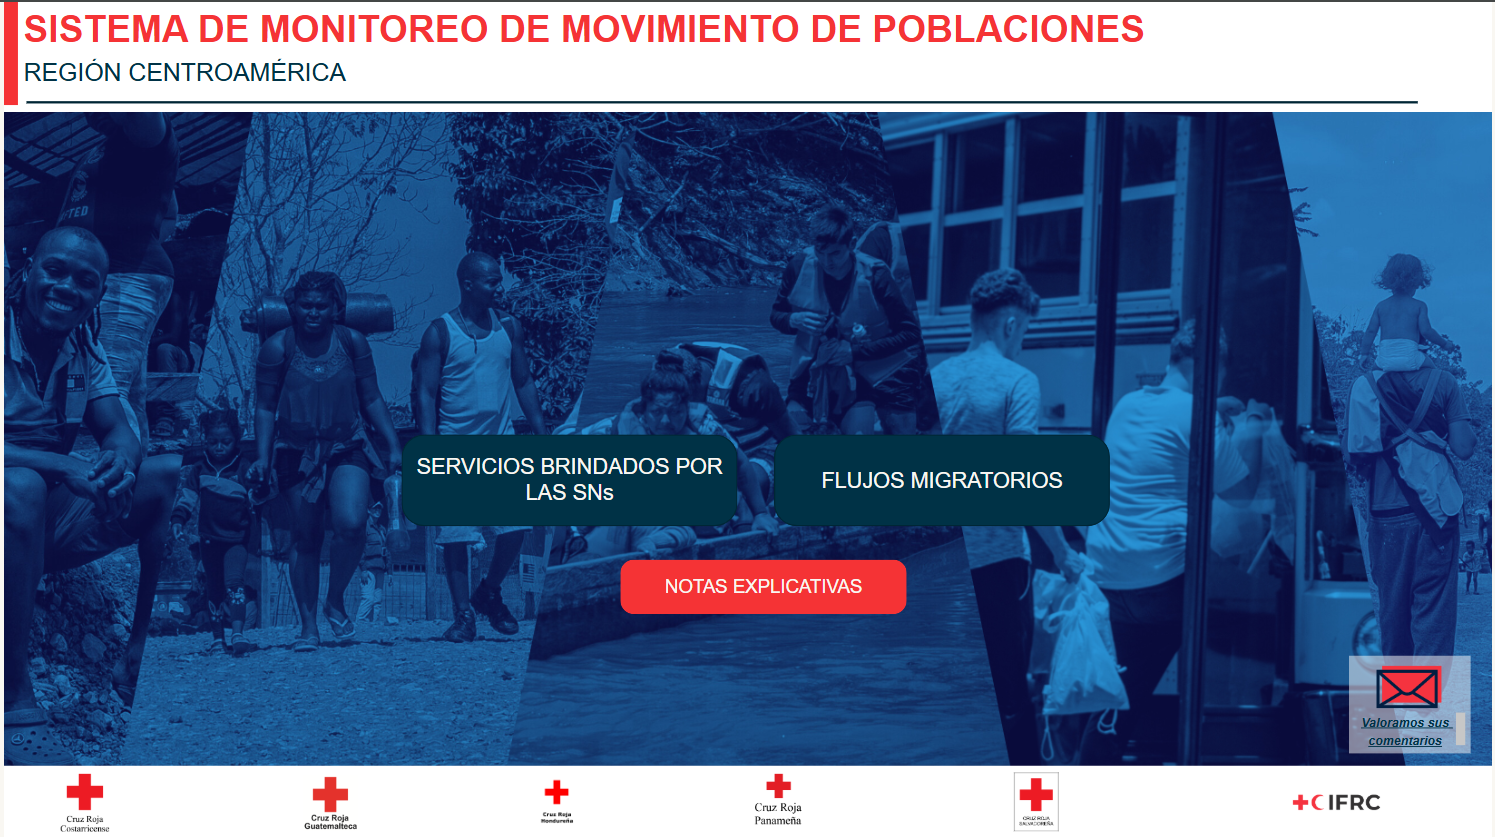 SISTEMA DE MONITOREO DE MOVIMIENTO DE POBLACIONES
REGIÓN CENTROAMÉRICA
SERVICIOS BRINDADOS POR
LAS SNs
FLUJOS MIGRATORIOS
NOTAS EXPLICATIVAS
Valoramos sus
comentarios
Cruz Roja
Costarricense
Cruz Roja
Guatemalteca
Cruz Roja
Hondureña
Cruz Roja
Panameña
CRUZ ROJA
SALVADOREÑA
IFRC